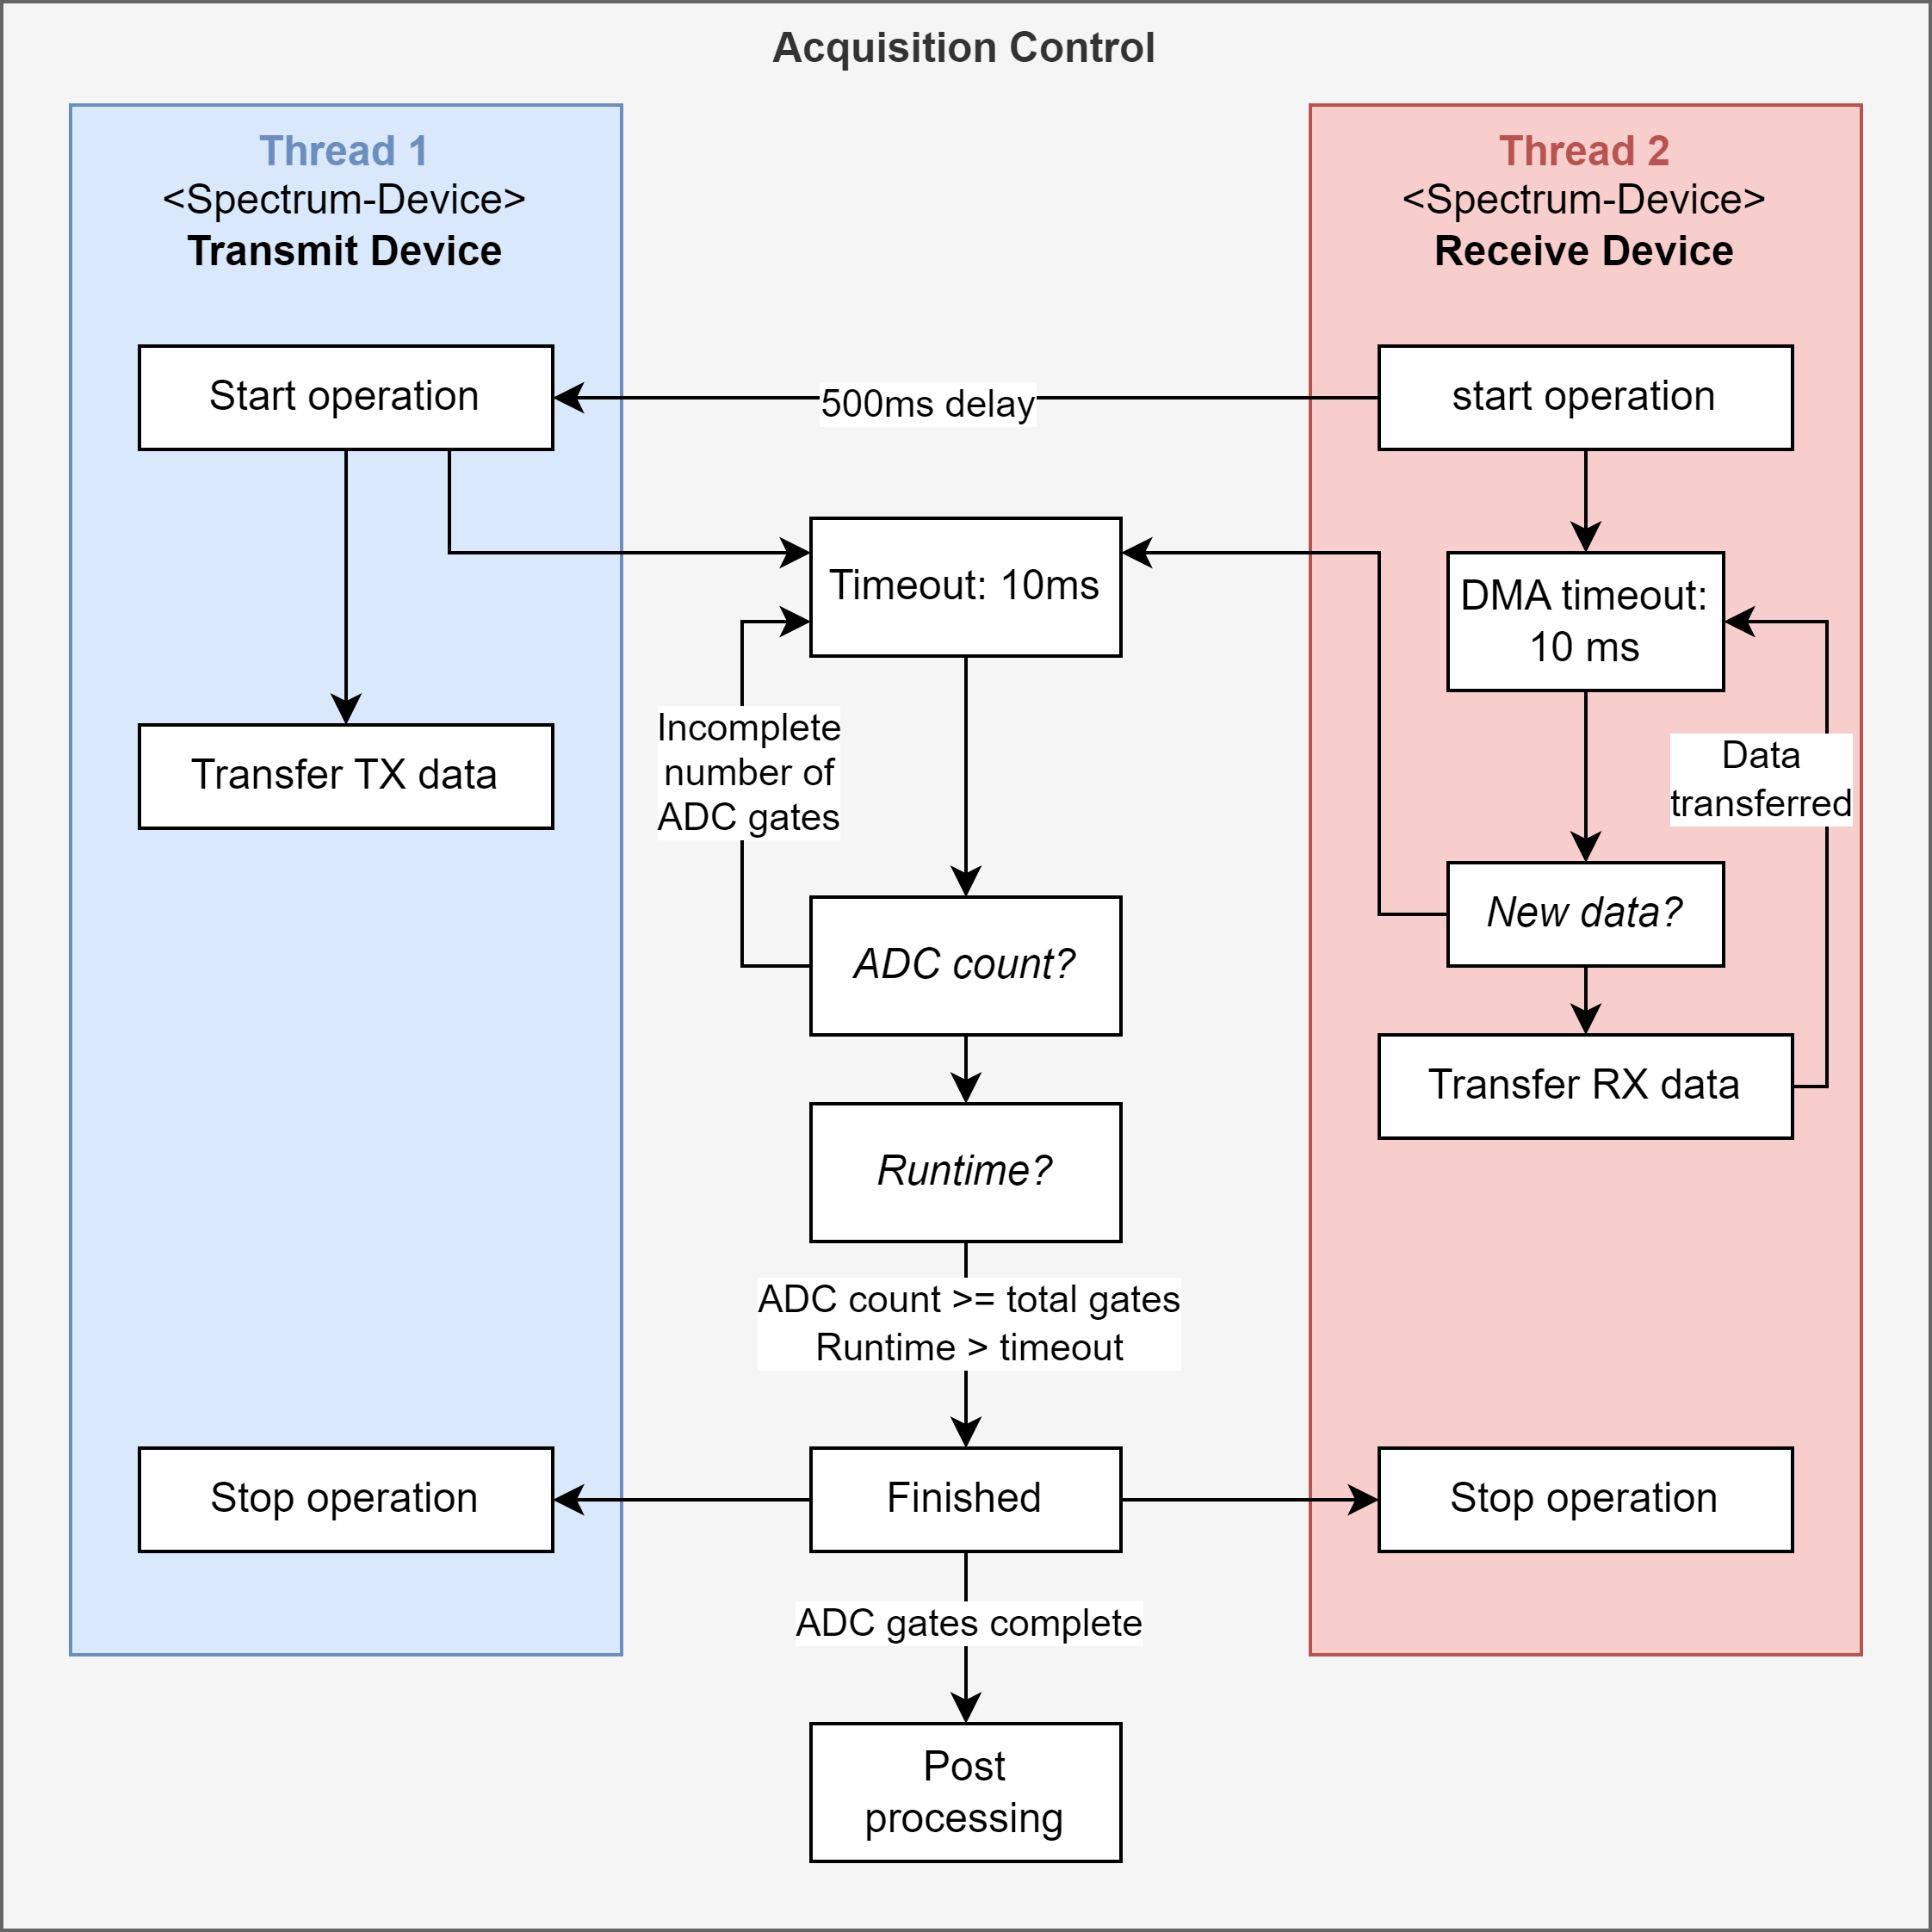 Acquisition Control
Thread 1
<Spectrum-Device>
Transmit Device
Thread 2
<Spectrum-Device>
Receive Device
Start operation
500ms delay
start operation
Timeout: 10ms
DMA timeout:
10 ms
Incomplete
number of
ADC gates
Transfer TX data
Data
transferred
New data?
ADC count?
Transfer RX data
Runtime?
ADC count >= total gates
Runtime > timeout
Stop operation
Finished
Stop operation
ADC gates complete
Post
processing